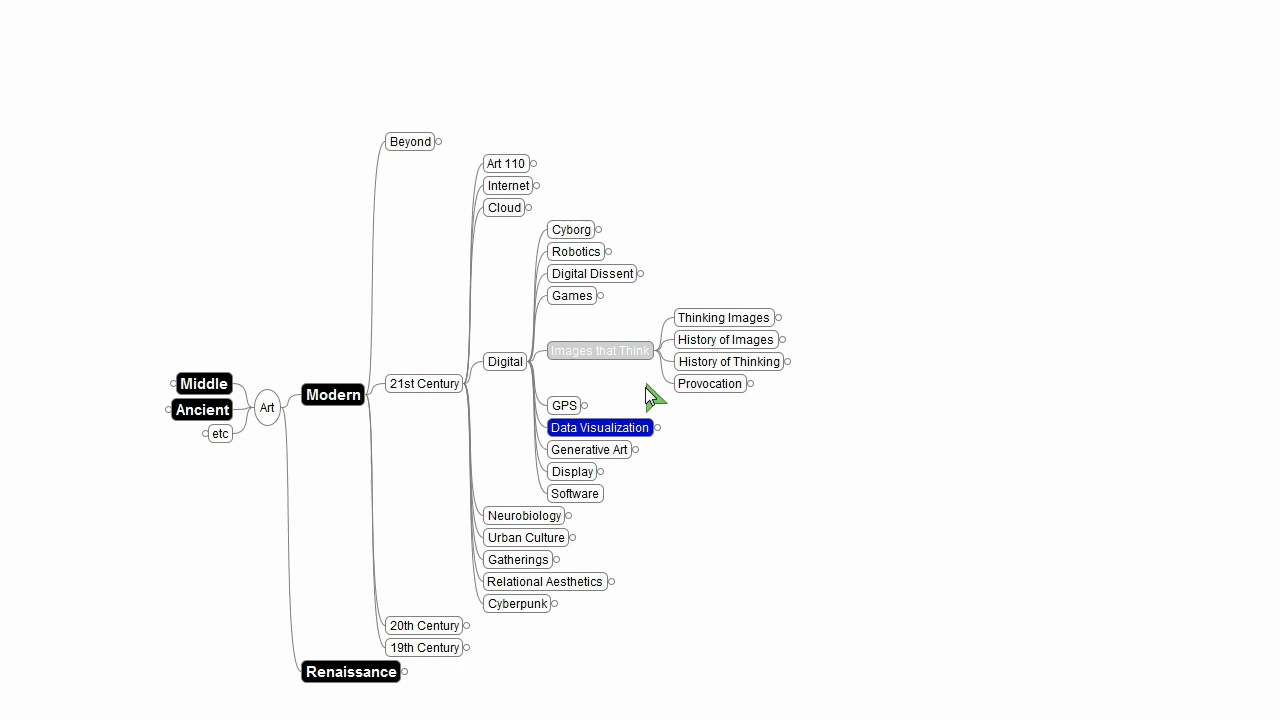 Beyond
Art 110
Internet
Cloud
Cyborg
Robotics
Digital Dissent
Games
Thinking Images
History of Images
Images that Think
Digital
History of Thinking
21st Century
Provocation
Middle
Modern
Art
Ancient
GPS
etc
Data Visualization
Generative Art
Display
Software
Neurobiology
Urban Culture
Gatherings
Relational Aesthetics
Cyberpunk
20th Century
19th Century
Renaissance